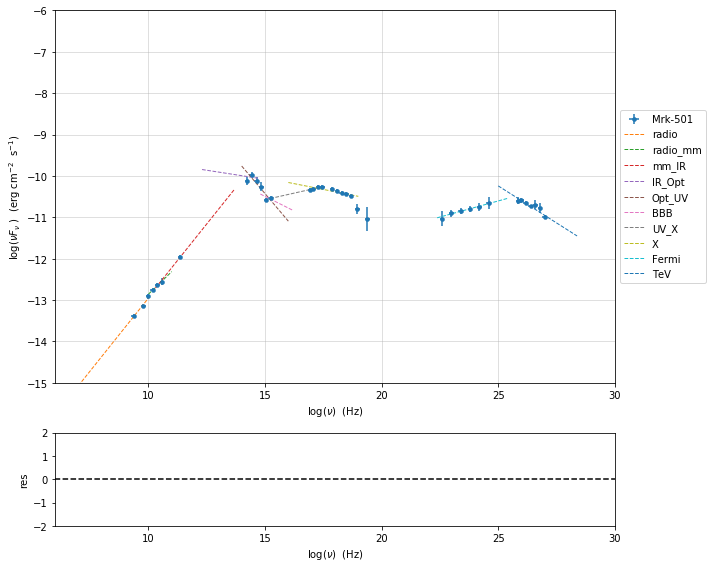 −6
−7
−8
−9
−10
−11
−12
−13
−14
−15
log(νF_ν ) (erg cm⁻² s⁻¹)
10 15 20 25 30
log(ν) (Hz)
Mrk-501
radio
radio_mm
mm_IR
IR_Opt
Opt_UV
BBB
UV_X
X
Fermi
TeV
2
1
0
−1
−2
res
10 15 20 25 30
log(ν) (Hz)